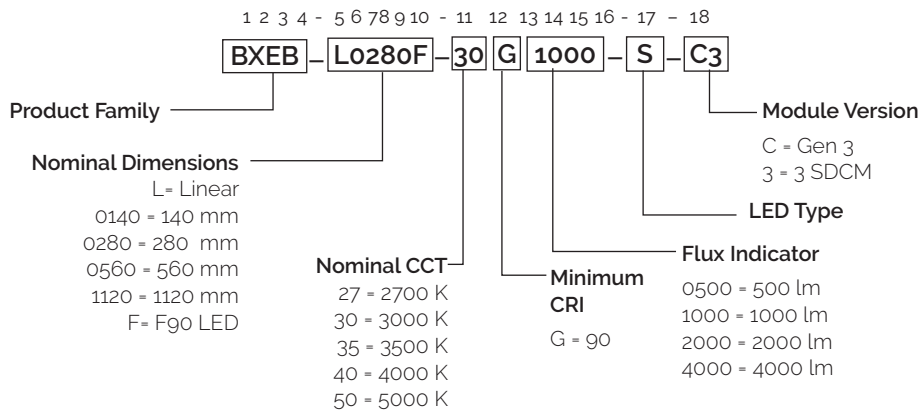 1 2 3 4 - 5 6 78 9 10 - 11 12 13 14 15 16 - 17 - 18
BXEB – L0280F – 30 G 1000 – S – C3
Product Family
Module Version
C = Gen 3
3 = 3 SDCM
Nominal Dimensions
L= Linear
0140 = 140 mm
0280 = 280 mm
0560 = 560 mm
1120 = 1120 mm
F= F90 LED
LED Type
Nominal CCT
27 = 2700 K
30 = 3000 K
35 = 3500 K
40 = 4000 K
50 = 5000 K
Minimum
CRI
G = 90
Flux Indicator
0500 = 500 lm
1000 = 1000 lm
2000 = 2000 lm
4000 = 4000 lm